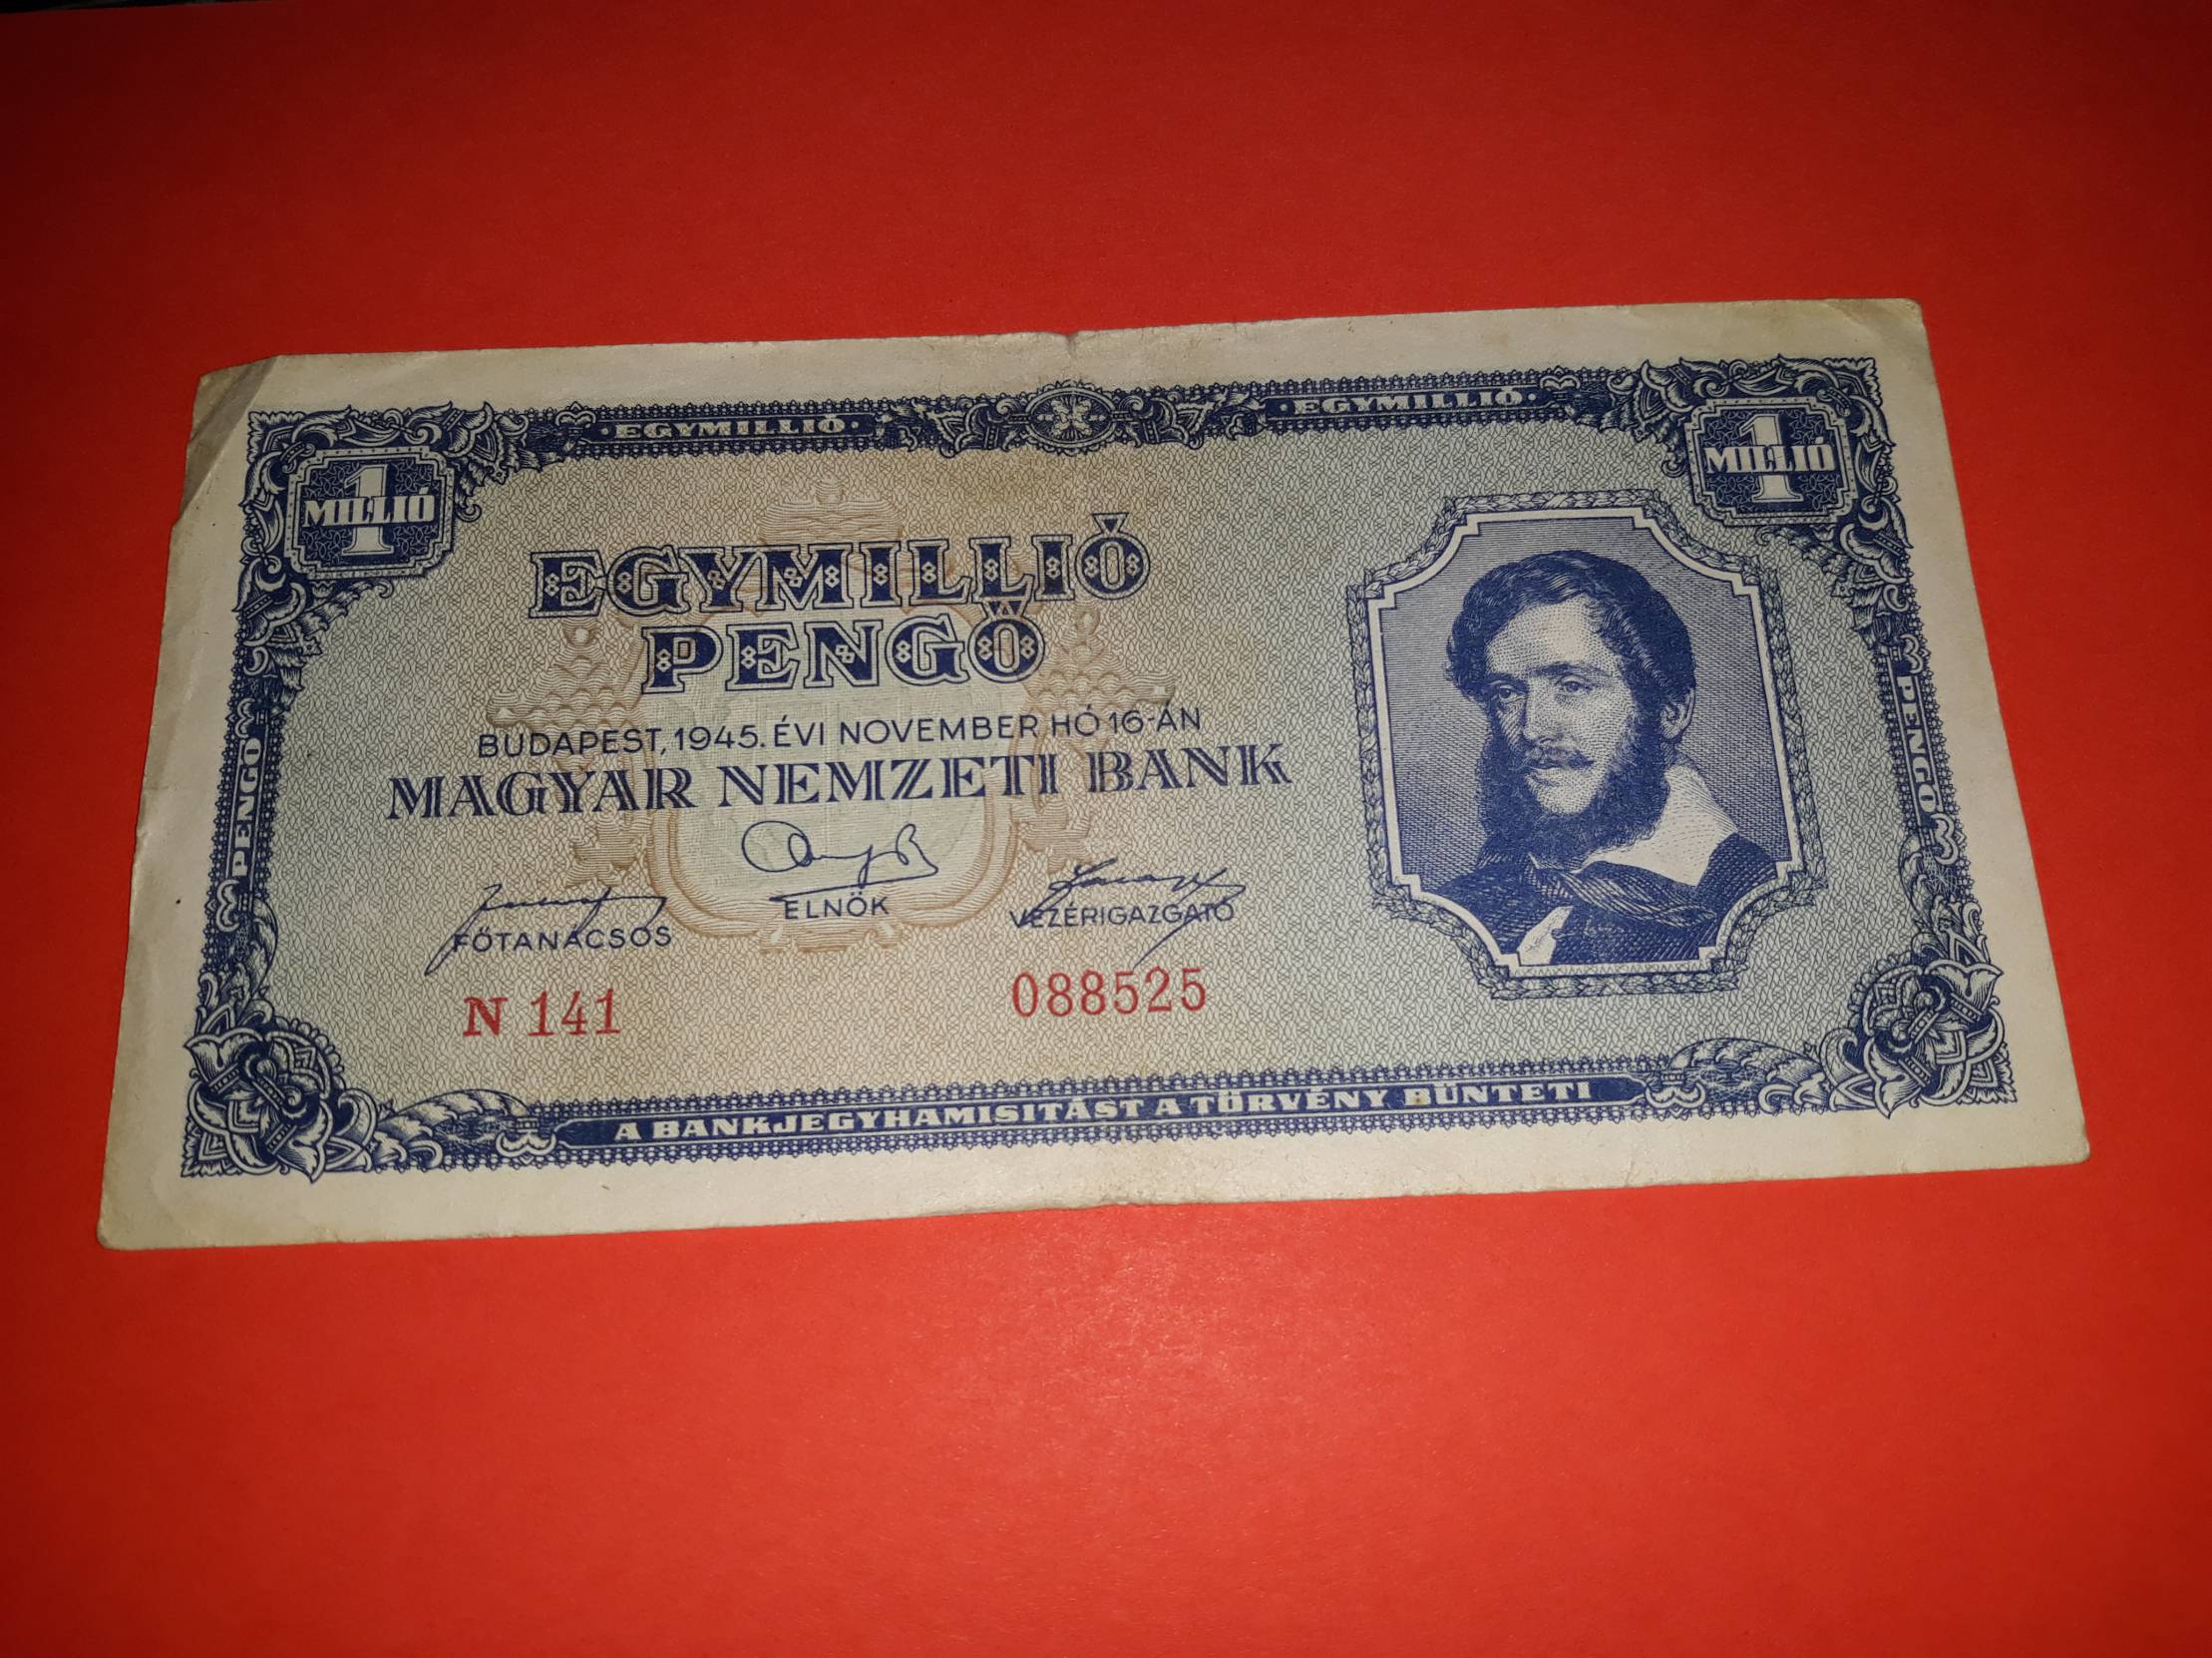 ·EGYMILLIÓ· ·EGYMILLIÓ·
1 MILLIÓ
1 MILLIÓ
EGYMILLIÓ
PENGŐ
BUDAPEST, 1945. ÉVI NOVEMBER HÓ 16-ÁN
MAGYAR NEMZETI BANK
ELNÖK
FŐTANÁCSOS
VEZÉRIGAZGATÓ
N 141
088525
PENGŐ
PENGŐ
A BANKJEGYHAMISITÁST A TÖRVÉNY BÜNTETI